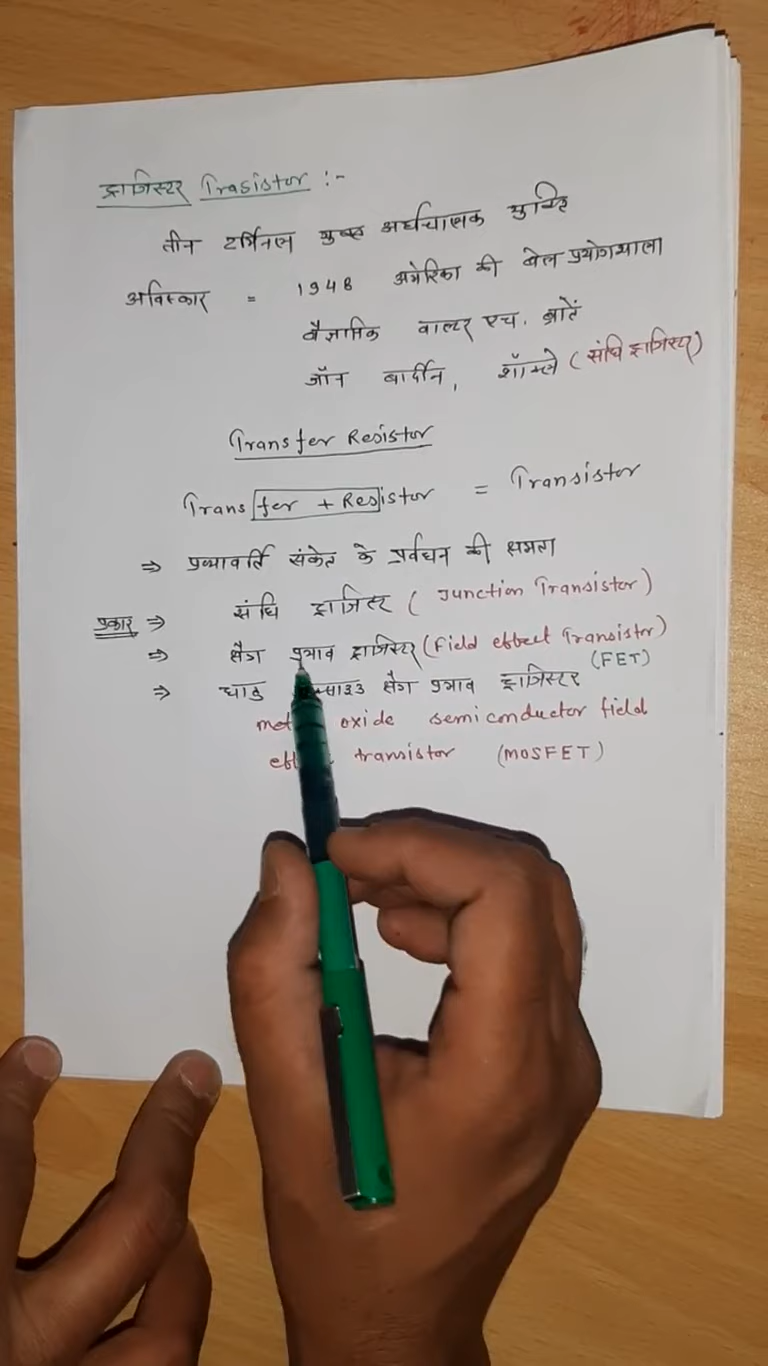 ट्रांजिस्टर Trasistor :-
तीन टर्मिनल युक्त अर्धचालक युक्ति
अविस्कार = 1948 अमेरिका की बेल प्रयोगशाला
वैज्ञानिक वाल्टर एच. ब्राटें
जॉन बार्दीन, शॉक्ले (संधि ट्रांजिस्टर)
Transfer Resistor
Transfer + Resistor = Transistor
⇒ प्रत्यावर्ति संकेत के प्रवर्धन की क्षमता
प्रकार ⇒ संधि ट्रांजिस्टर (Junction Transistor)
⇒ क्षैत्र प्रभाव ट्रांजिस्टर (Field effect Transistor)
(FET)
⇒ धातु क्षैत्र प्रभाव ट्रांजिस्टर
oxide semiconductor field
transistor (MOSFET)